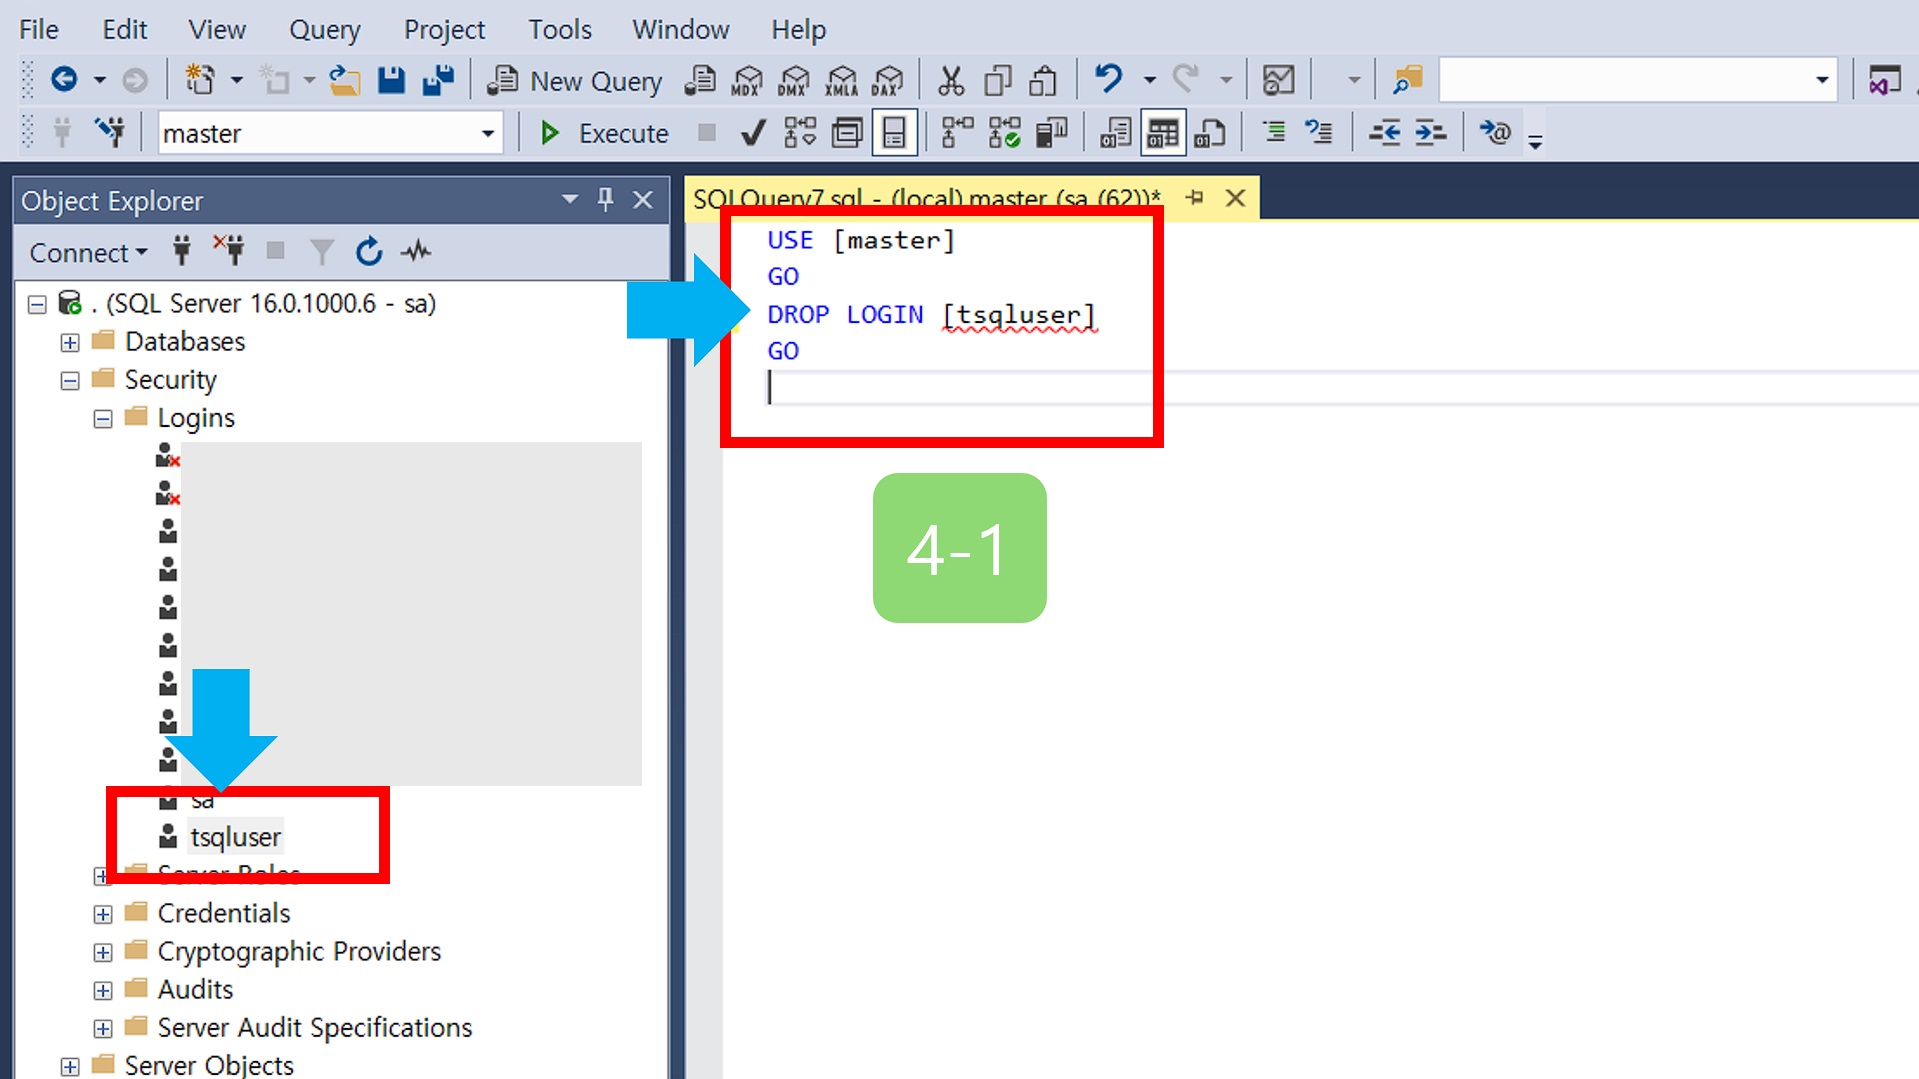 File Edit View Query Project Tools Window Help
New Query MDX DMX XMLA DAX
master Execute
Object Explorer
SQLQuery7.sql - (local).master (sa (62))*
Connect
USE [master]
GO
DROP LOGIN [tsqluser]
GO
. (SQL Server 16.0.1000.6 - sa)
Databases
Security
Logins
sa
tsqluser
Server Roles
Credentials
Cryptographic Providers
Audits
Server Audit Specifications
Server Objects
4-1